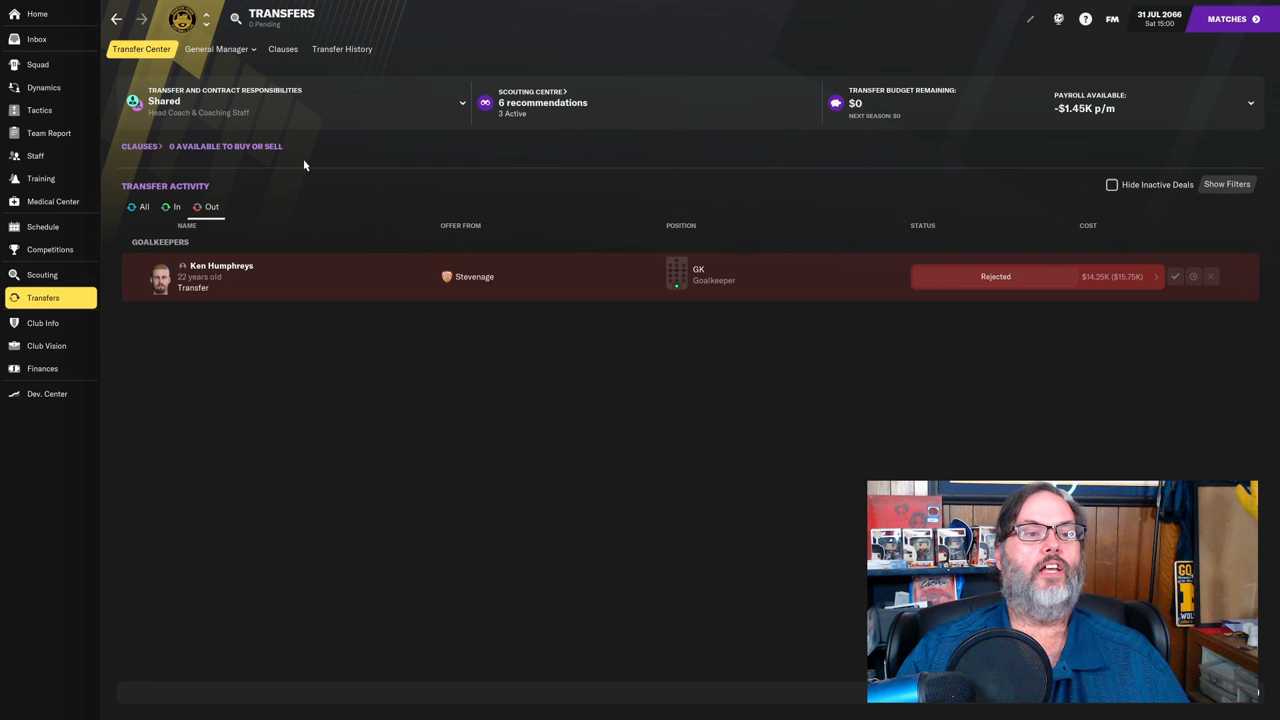 Home
Inbox
Squad
Dynamics
Tactics
Team Report
Staff
Training
Medical Center
Schedule
Competitions
Scouting
Transfers
Club Info
Club Vision
Finances
Dev. Center
TRANSFERS
0 Pending
FM
31 JUL 2066
Sat 15:00
MATCHES
Transfer Center
General Manager
Clauses
Transfer History
TRANSFER AND CONTRACT RESPONSIBILITIES
Shared
Head Coach & Coaching Staff
SCOUTING CENTRE>
6 recommendations
3 Active
TRANSFER BUDGET REMAINING:
$0
NEXT SEASON: $0
PAYROLL AVAILABLE:
-$1.45K p/m
CLAUSES> 0 AVAILABLE TO BUY OR SELL
TRANSFER ACTIVITY
Hide Inactive Deals
Show Filters
All
In
Out
NAME
OFFER FROM
POSITION
STATUS
COST
GOALKEEPERS
Ken Humphreys
22 years old
Transfer
Stevenage
GK
Goalkeeper
Rejected
$14.25K ($15.75K)